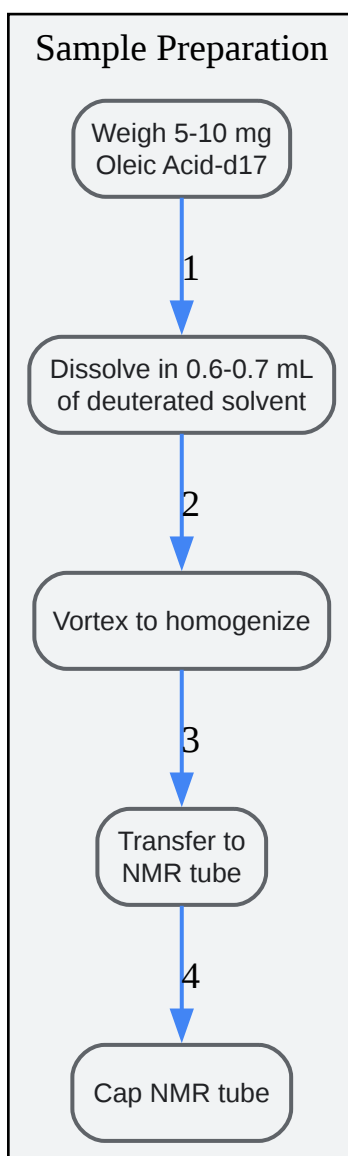 Sample Preparation
Weigh 5-10 mg
Oleic Acid-d17
1
Dissolve in 0.6-0.7 mL
of deuterated solvent
2
Vortex to homogenize
3
Transfer to
NMR tube
4
Cap NMR tube